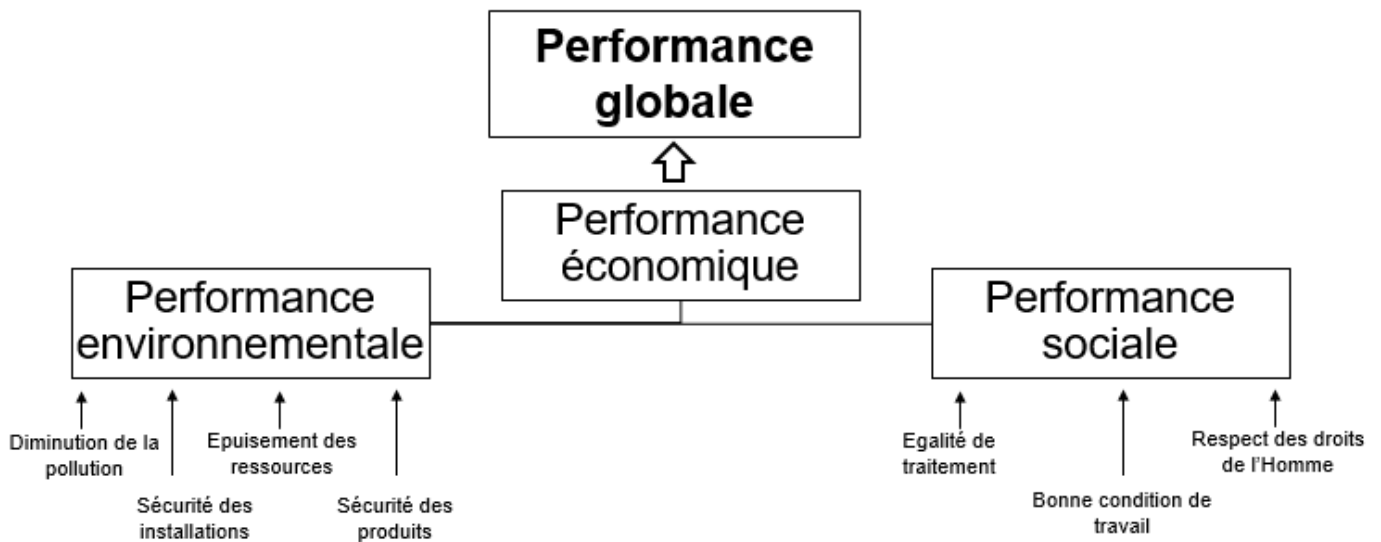 Performance
globale
Performance
économique
Performance
environnementale
Performance
sociale
Diminution de la
pollution
Sécurité des
installations
Epuisement des
ressources
Sécurité des
produits
Egalité de
traitement
Bonne condition de
travail
Respect des droits
de l’Homme